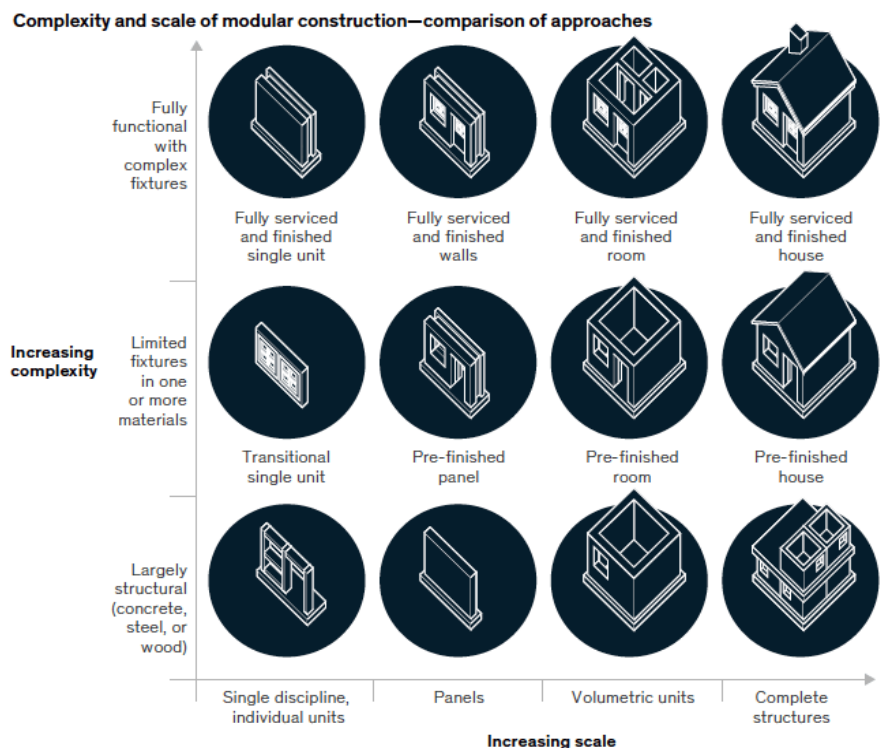 Complexity and scale of modular construction—comparison of approaches
Fully
functional
with
complex
fixtures
Fully serviced
and finished
single unit
Fully serviced
and finished
walls
Fully serviced
and finished
room
Fully serviced
and finished
house
Increasing
complexity
Limited
fixtures
in one
or more
materials
Transitional
single unit
Pre-finished
panel
Pre-finished
room
Pre-finished
house
Largely
structural
(concrete,
steel, or
wood)
Single discipline,
individual units
Panels
Volumetric units
Complete
structures
Increasing scale